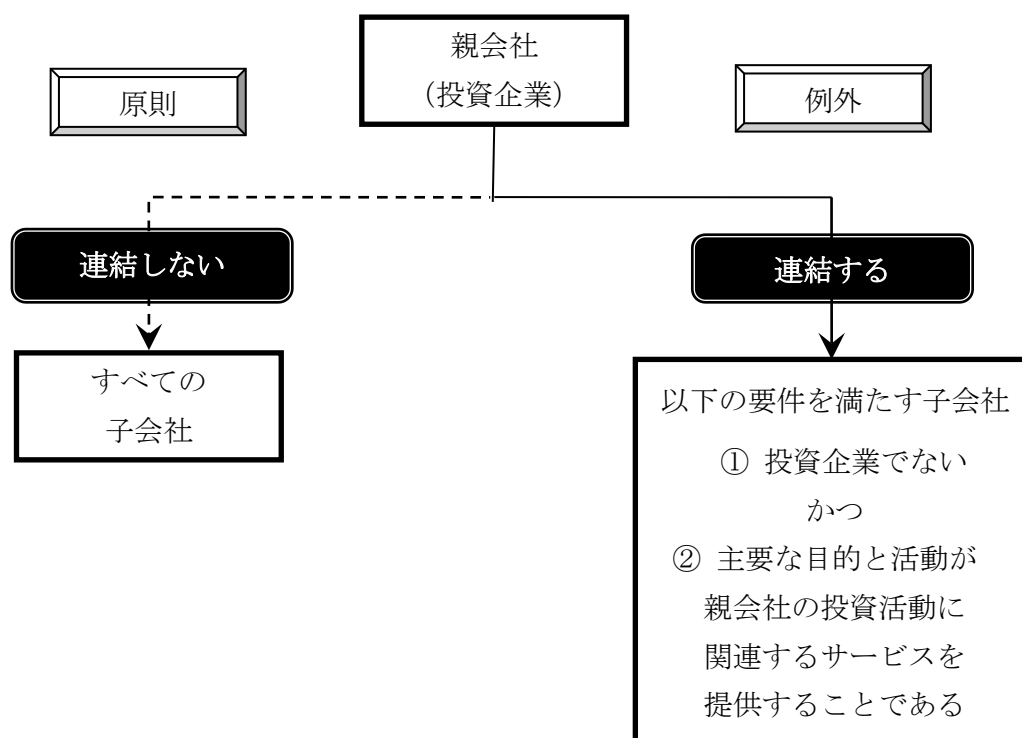 親会社
（投資企業）
原則
例外
連結しない
連結する
すべての
子会社
以下の要件を満たす子会社
① 投資企業でない
かつ
② 主要な目的と活動が
親会社の投資活動に
関連するサービスを
提供することである